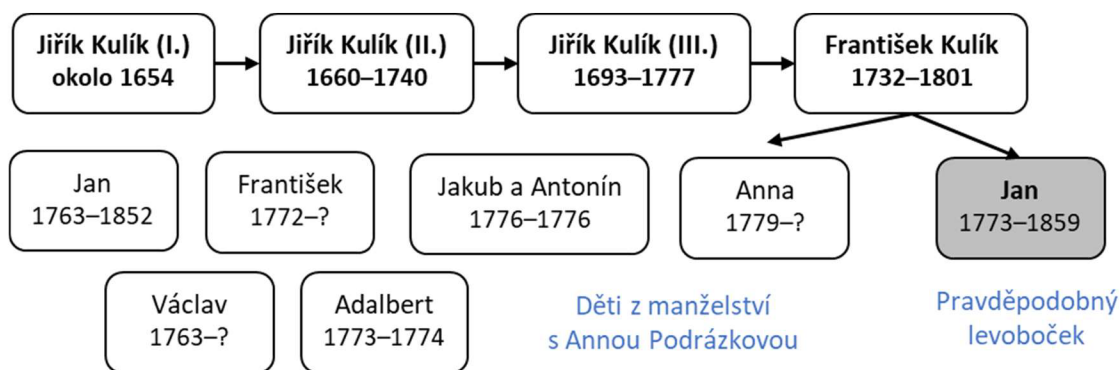 Jiřík Kulík (I.)
okolo 1654
Jiřík Kulík (II.)
1660–1740
Jiřík Kulík (III.)
1693–1777
František Kulík
1732–1801
Jan
1763–1852
František
1772–?
Jakub a Antonín
1776–1776
Anna
1779–?
Jan
1773–1859
Václav
1763–?
Adalbert
1773–1774
Děti z manželství
s Annou Podrázkovou
Pravděpodobný
levoboček